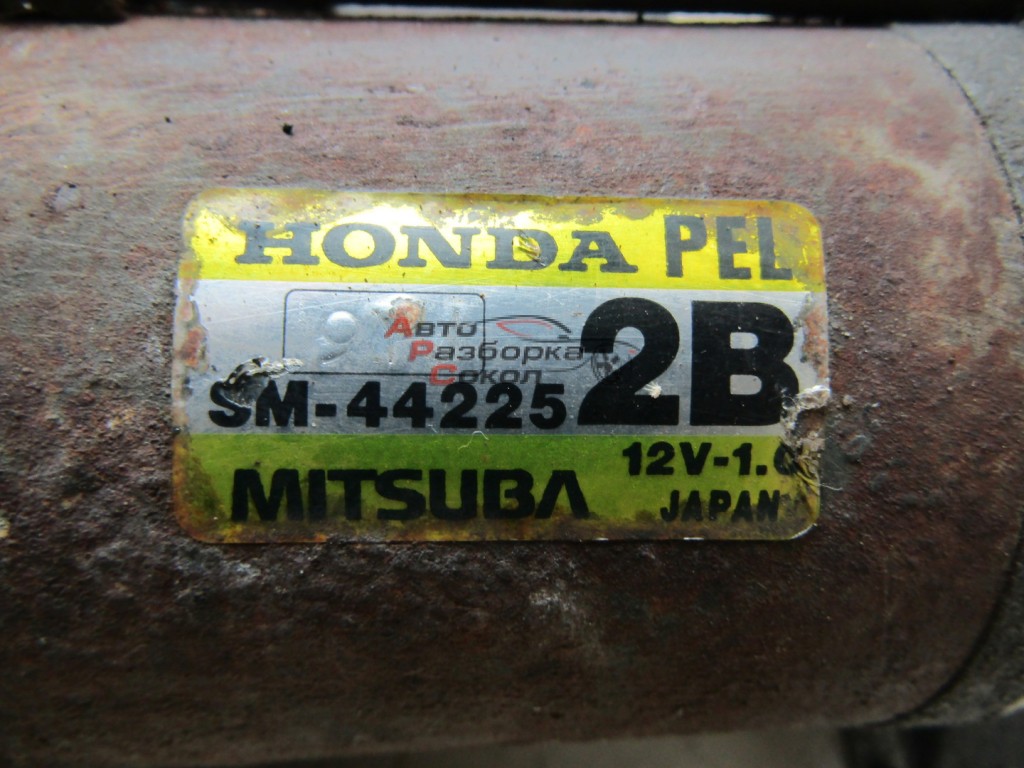 HONDA PEL
2B
Авто
Разборка
Сокол
SM-44225
12V-1.
MITSUBA
JAPAN